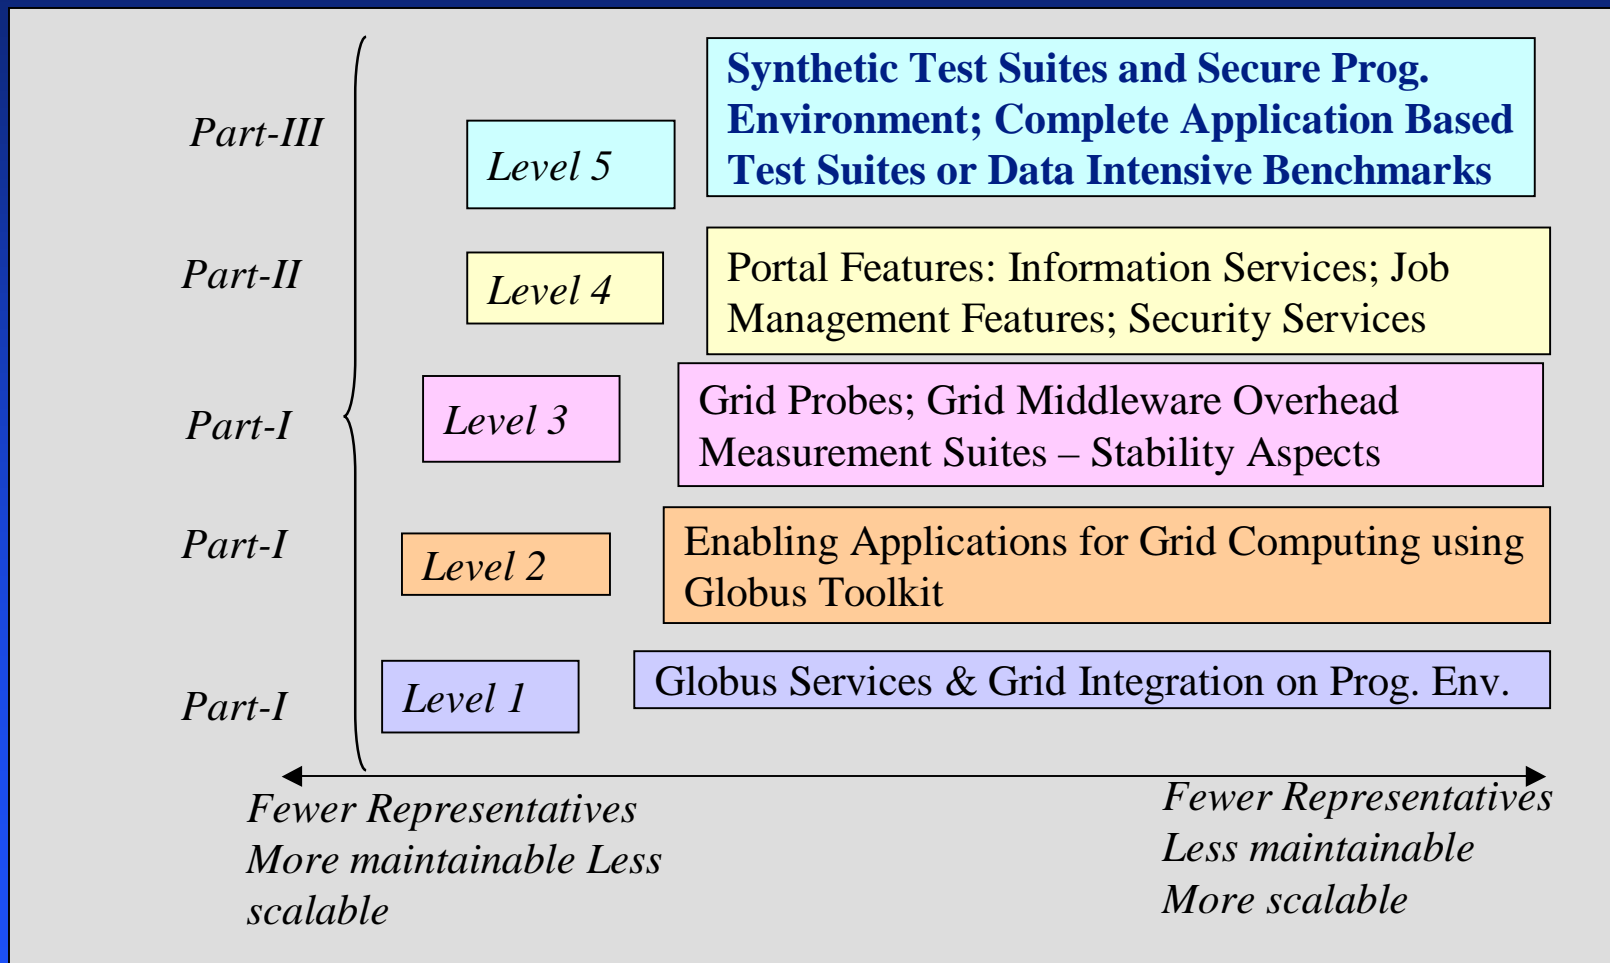 Part-III
Level 5
Synthetic Test Suites and Secure Prog.
Environment; Complete Application Based
Test Suites or Data Intensive Benchmarks
Part-II
Level 4
Portal Features: Information Services; Job
Management Features; Security Services
Part-I
Level 3
Grid Probes; Grid Middleware Overhead
Measurement Suites – Stability Aspects
Part-I
Level 2
Enabling Applications for Grid Computing using
Globus Toolkit
Part-I
Level 1
Globus Services & Grid Integration on Prog. Env.
Fewer Representatives
More maintainable Less
scalable
Fewer Representatives
Less maintainable
More scalable